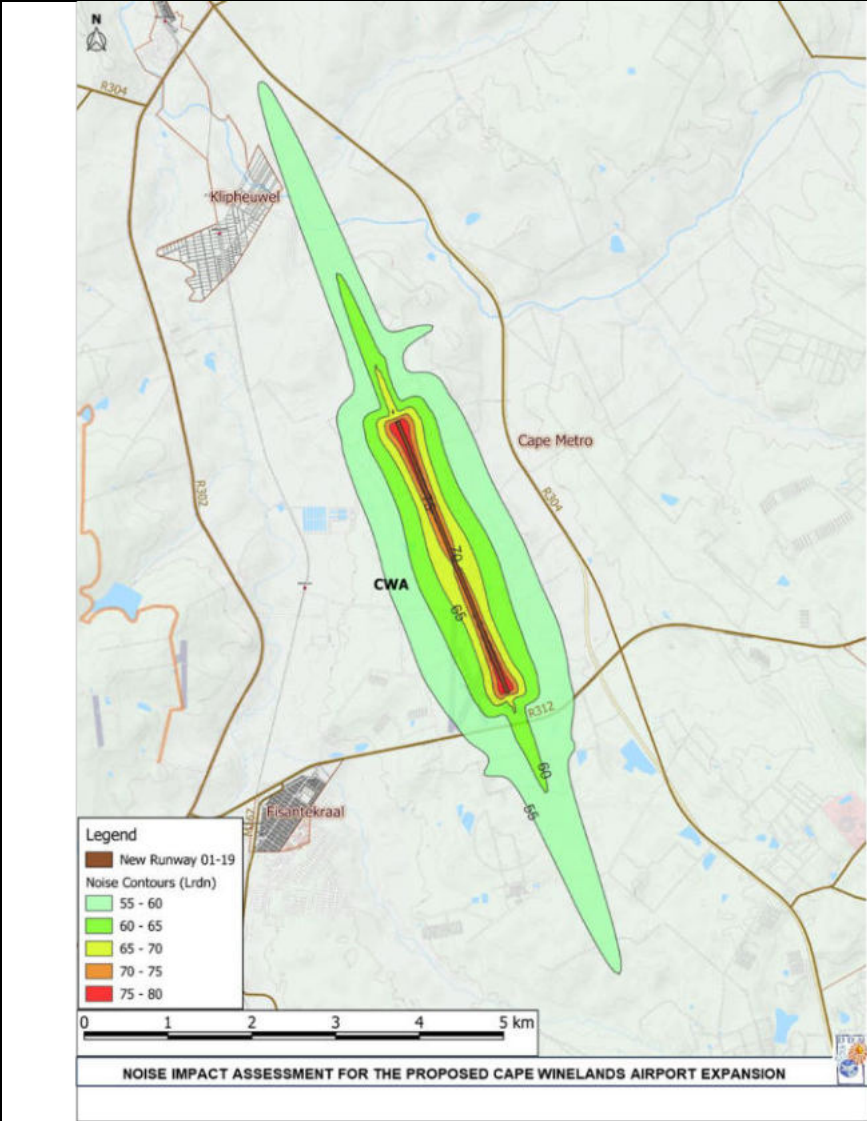 N
R304
Klipheuwel
Cape Metro
R302
R304
75
70
CWA
65
R312
60
55
Fisantekraal
Legend
New Runway 01-19
Noise Contours (Lrdn)
55 - 60
60 - 65
65 - 70
70 - 75
75 - 80
0 1 2 3 4 5 km
NOISE IMPACT ASSESSMENT FOR THE PROPOSED CAPE WINELANDS AIRPORT EXPANSION